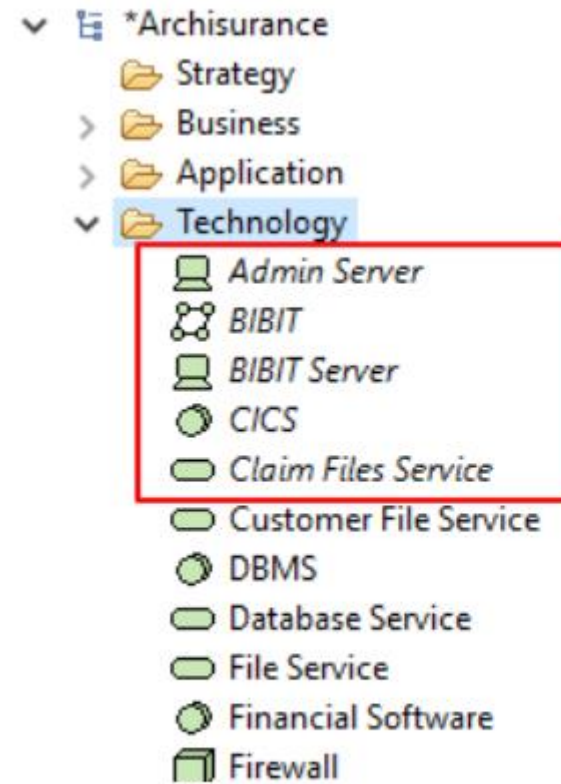 *Archisurance
Strategy
Business
Application
Technology
Admin Server
BIBIT
BIBIT Server
CICS
Claim Files Service
Customer File Service
DBMS
Database Service
File Service
Financial Software
Firewall